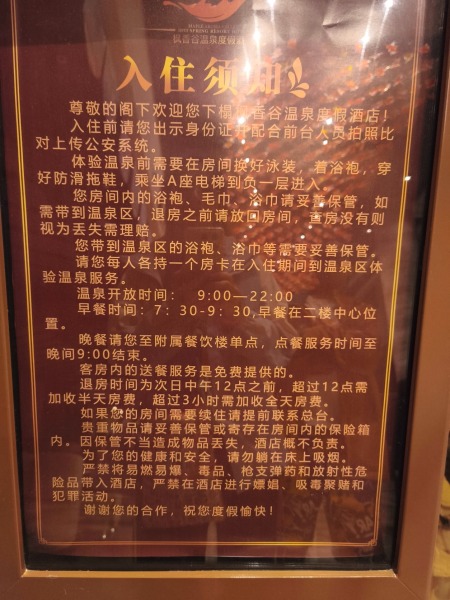 枫香谷温泉度假酒店
入住须知
尊敬的阁下欢迎您下榻枫香谷温泉度假酒店！
入住前请您出示身份证并配合前台人员拍照比
对上传公安系统。
体验温泉前需要在房间换好泳装，着浴袍，穿
好防滑拖鞋，乘坐A座电梯到负一层进入。
您房间内的浴袍、毛巾、浴巾请妥善保管，如
需带到温泉区，退房之前请放回房间，查房没有则
视为丢失需理赔。
您带到温泉区的浴袍、浴巾等需要妥善保管。
请您每人各持一个房卡在入住期间到温泉区体
验温泉服务。
温泉开放时间： 9:00—22:00
早餐时间：7：30-9：30,早餐在二楼中心位
置。
晚餐请您至附属餐饮楼单点，点餐服务时间至
晚间9:00结束。
客房内的送餐服务是免费提供的。
退房时间为次日中午12点之前，超过12点需
加收半天房费，超过3小时需加收全天房费。
如果您的房间需要续住请提前联系总台。
贵重物品请妥善保管或寄存在房间内的保险箱
内。因保管不当造成物品丢失，酒店概不负责。
为了您的健康和安全，请勿躺在床上吸烟。
严禁将易燃易爆、毒品、枪支弹药和放射性危
险品带入酒店，严禁在酒店进行嫖娼、吸毒聚赌和
犯罪活动。
谢谢您的合作，祝您度假愉快！